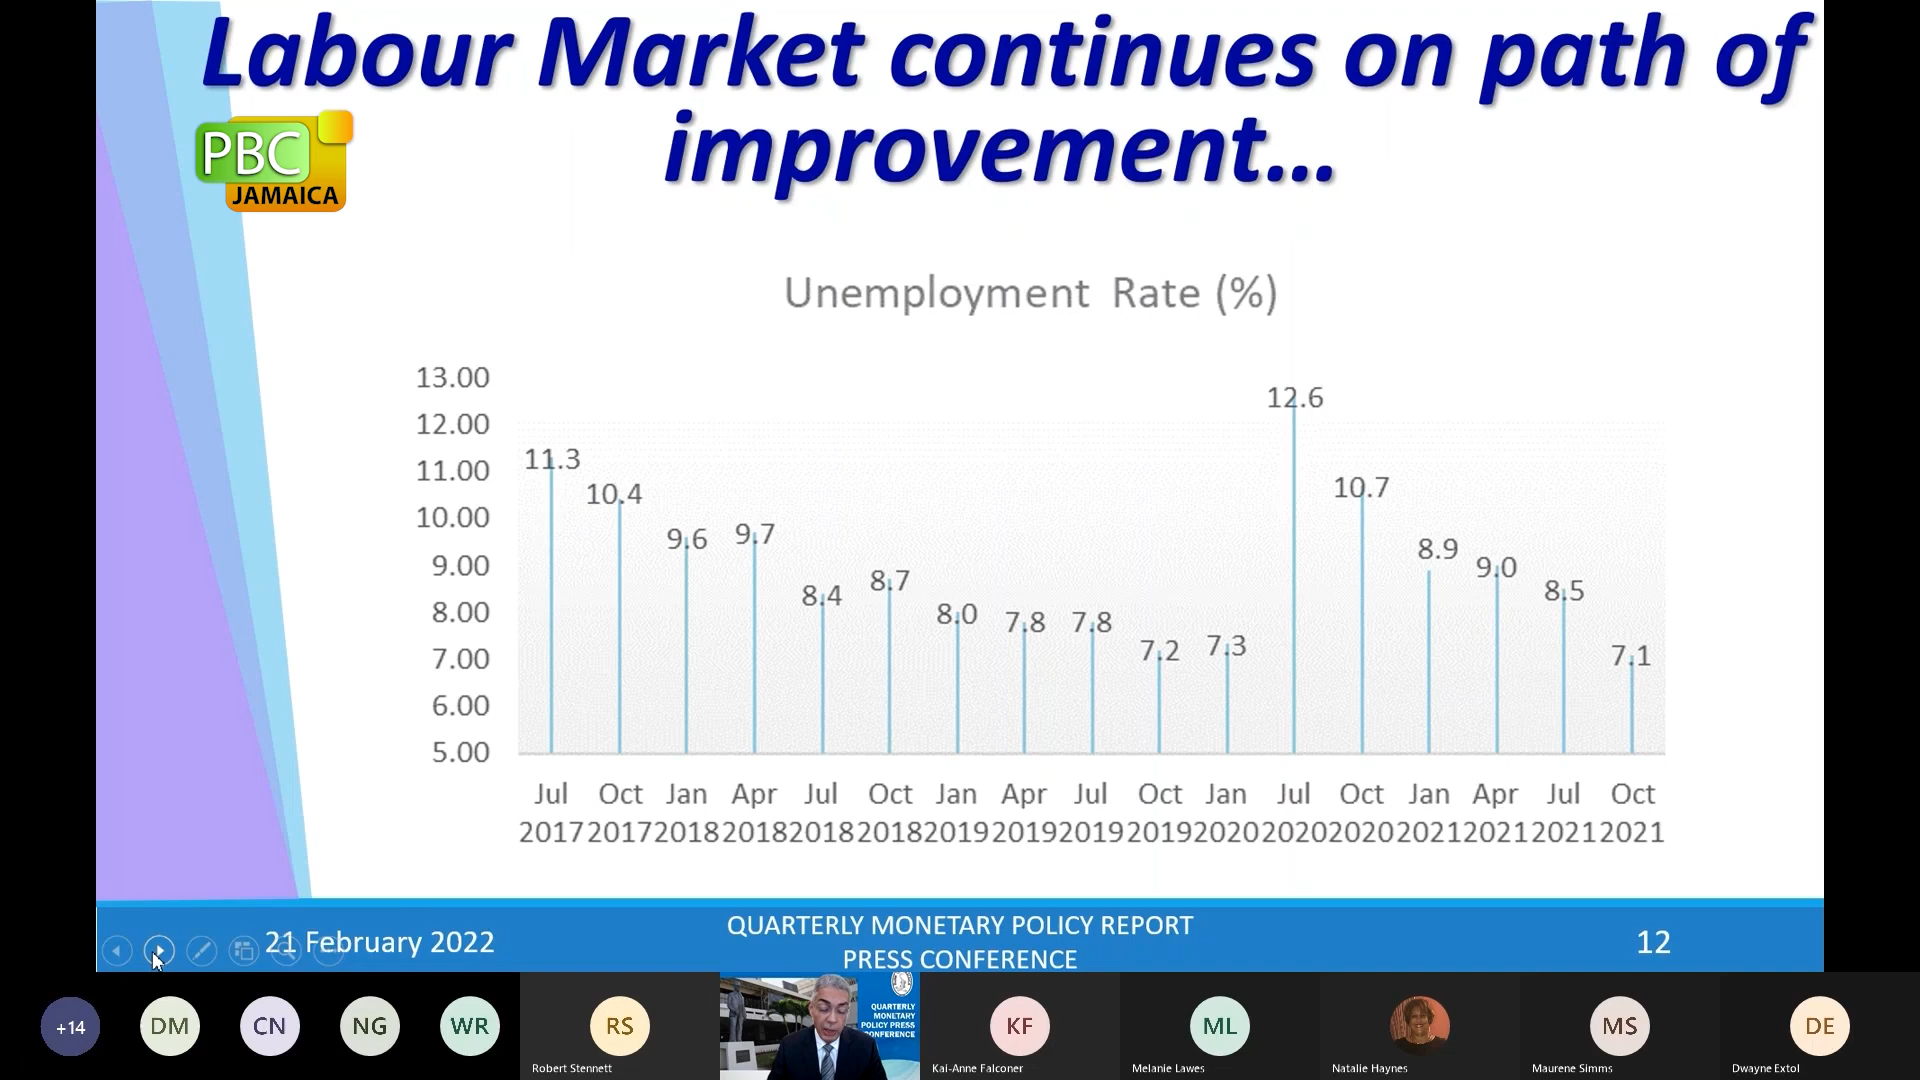 Labour Market continues on path of
improvement...
PBC
JAMAICA
Unemployment Rate (%)
13.00
12.00
11.00
10.00
9.00
8.00
7.00
6.00
5.00
11.3
10.4
9.6
9.7
8.4
8.7
8.0
7.8
7.8
7.2
7.3
12.6
10.7
8.9
9.0
8.5
7.1
Jul Oct Jan Apr Jul Oct Jan Apr Jul Oct Jan Jul Oct Jan Apr Jul Oct
2017 2017 2018 2018 2018 2018 2019 2019 2019 2019 2020 2020 2020 2021 2021 2021 2021
21 February 2022
QUARTERLY MONETARY POLICY REPORT
PRESS CONFERENCE
12
+14
DM
CN
NG
WR
RS
Robert Stennett
QUARTERLY
MONETARY
POLICY PRESS
CONFERENCE
KF
Kai-Anne Falconer
ML
Melanie Lawes
Natalie Haynes
MS
Maurene Simms
DE
Dwayne Extol